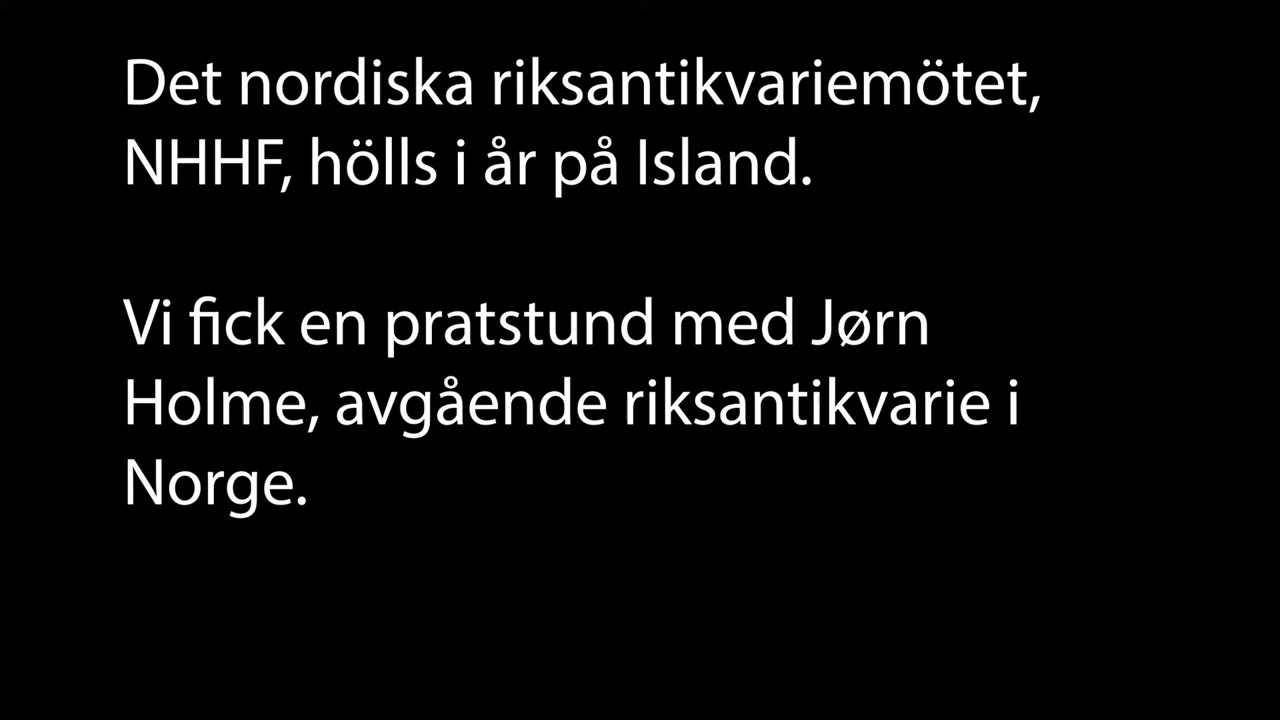 Det nordiska riksantikvariemötet,
NHHF, hölls i år på Island.
Vi fick en pratstund med Jørn
Holme, avgående riksantikvarie i
Norge.